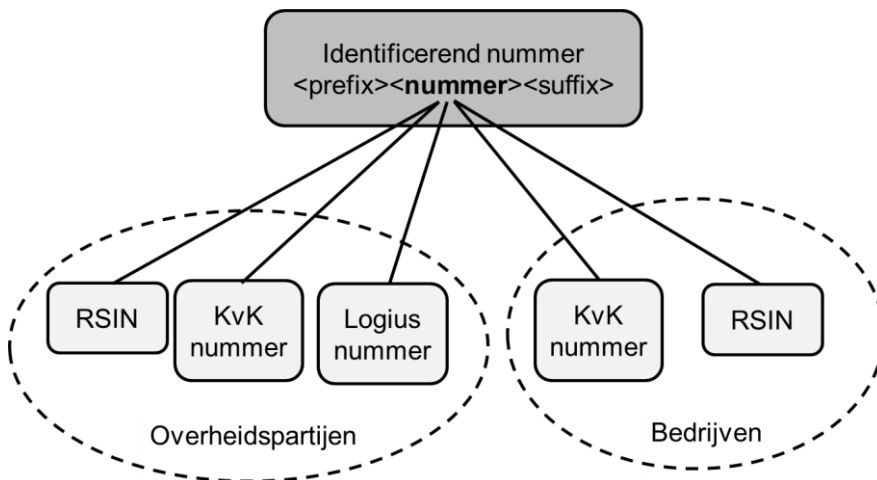 Identificerend nummer
<prefix><nummer><suffix>
RSIN
KvK
nummer
Logius
nummer
KvK
nummer
RSIN
Overheidspartijen
Bedrijven